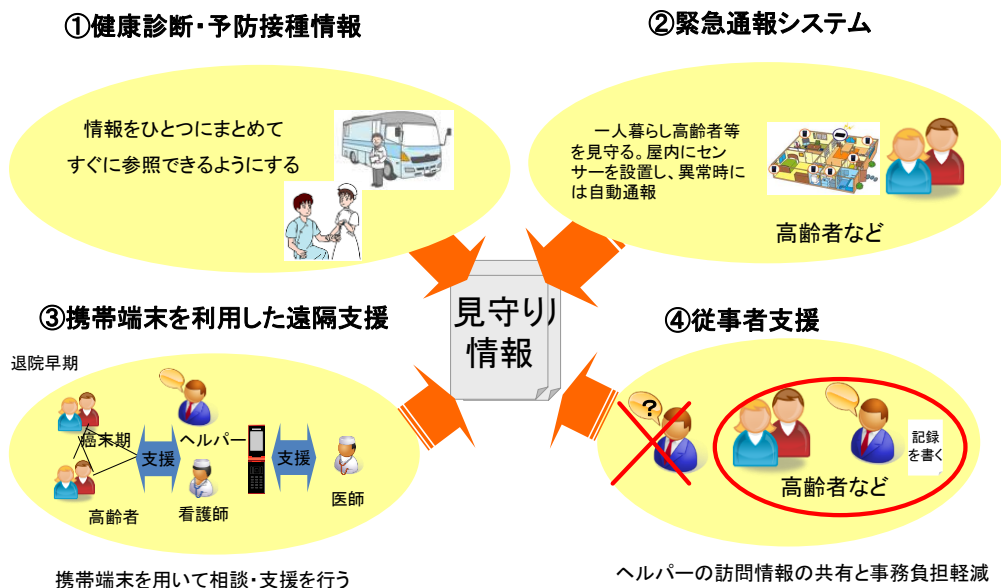 ①健康診断・予防接種情報
情報をひとつにまとめて
すぐに参照できるようにする
②緊急通報システム
一人暮らし高齢者等
を見守る。屋内にセン
サーを設置し、異常時に
は自動通報
高齢者など
見守り
情報
③携帯端末を利用した遠隔支援
退院早期
癌末期
支援
ヘルパー
支援
高齢者
看護師
医師
携帯端末を用いて相談・支援を行う
④従事者支援
?
記録
を書く
高齢者など
ヘルパーの訪問情報の共有と事務負担軽減